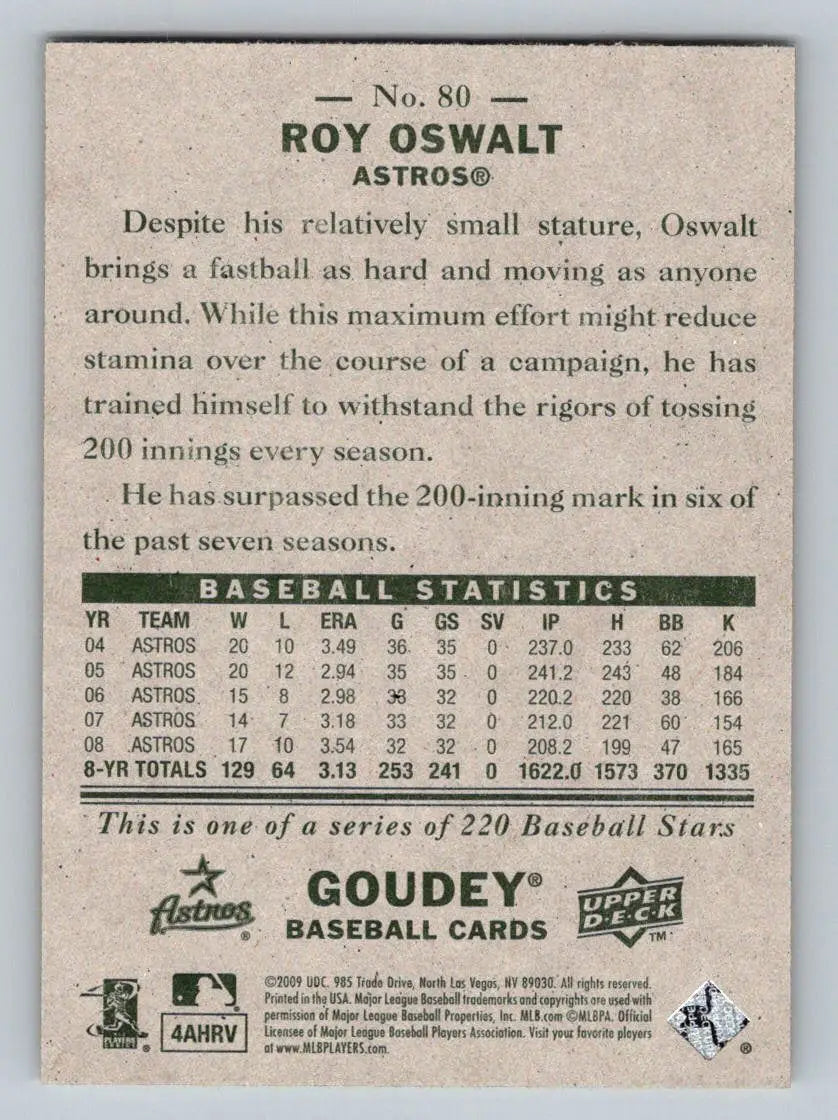 — No. 80 —
ROY OSWALT
ASTROS®
Despite his relatively small stature, Oswalt
brings a fastball as hard and moving as anyone
around. While this maximum effort might reduce
stamina over the course of a campaign, he has
trained himself to withstand the rigors of tossing
200 innings every season.
He has surpassed the 200-inning mark in six of
the past seven seasons.
BASEBALL STATISTICS
YR TEAM W L ERA G GS SV IP H BB K
04 ASTROS 20 10 3.49 36 35 0 237.0 233 62 206
05 ASTROS 20 12 2.94 35 35 0 241.2 243 48 184
06 ASTROS 15 8 2.98 33 32 0 220.2 220 38 166
07 ASTROS 14 7 3.18 33 32 0 212.0 221 60 154
08 ASTROS 17 10 3.54 32 32 0 208.2 199 47 165
8-YR TOTALS 129 64 3.13 253 241 0 1622.0 1573 370 1335
This is one of a series of 220 Baseball Stars
Astros®
GOUDEY®
BASEBALL CARDS
UPPER
DECK™
©2009 UDC. 985 Trade Drive, North Las Vegas, NV 89030. All rights reserved.
Printed in the USA. Major League Baseball trademarks and copyrights are used with
permission of Major League Baseball Properties, Inc. MLB.com ©MLBPA. Official
Licensee of Major League Baseball Players Association. Visit your favorite players
at www.MLBPLAYERS.com.
4AHRV